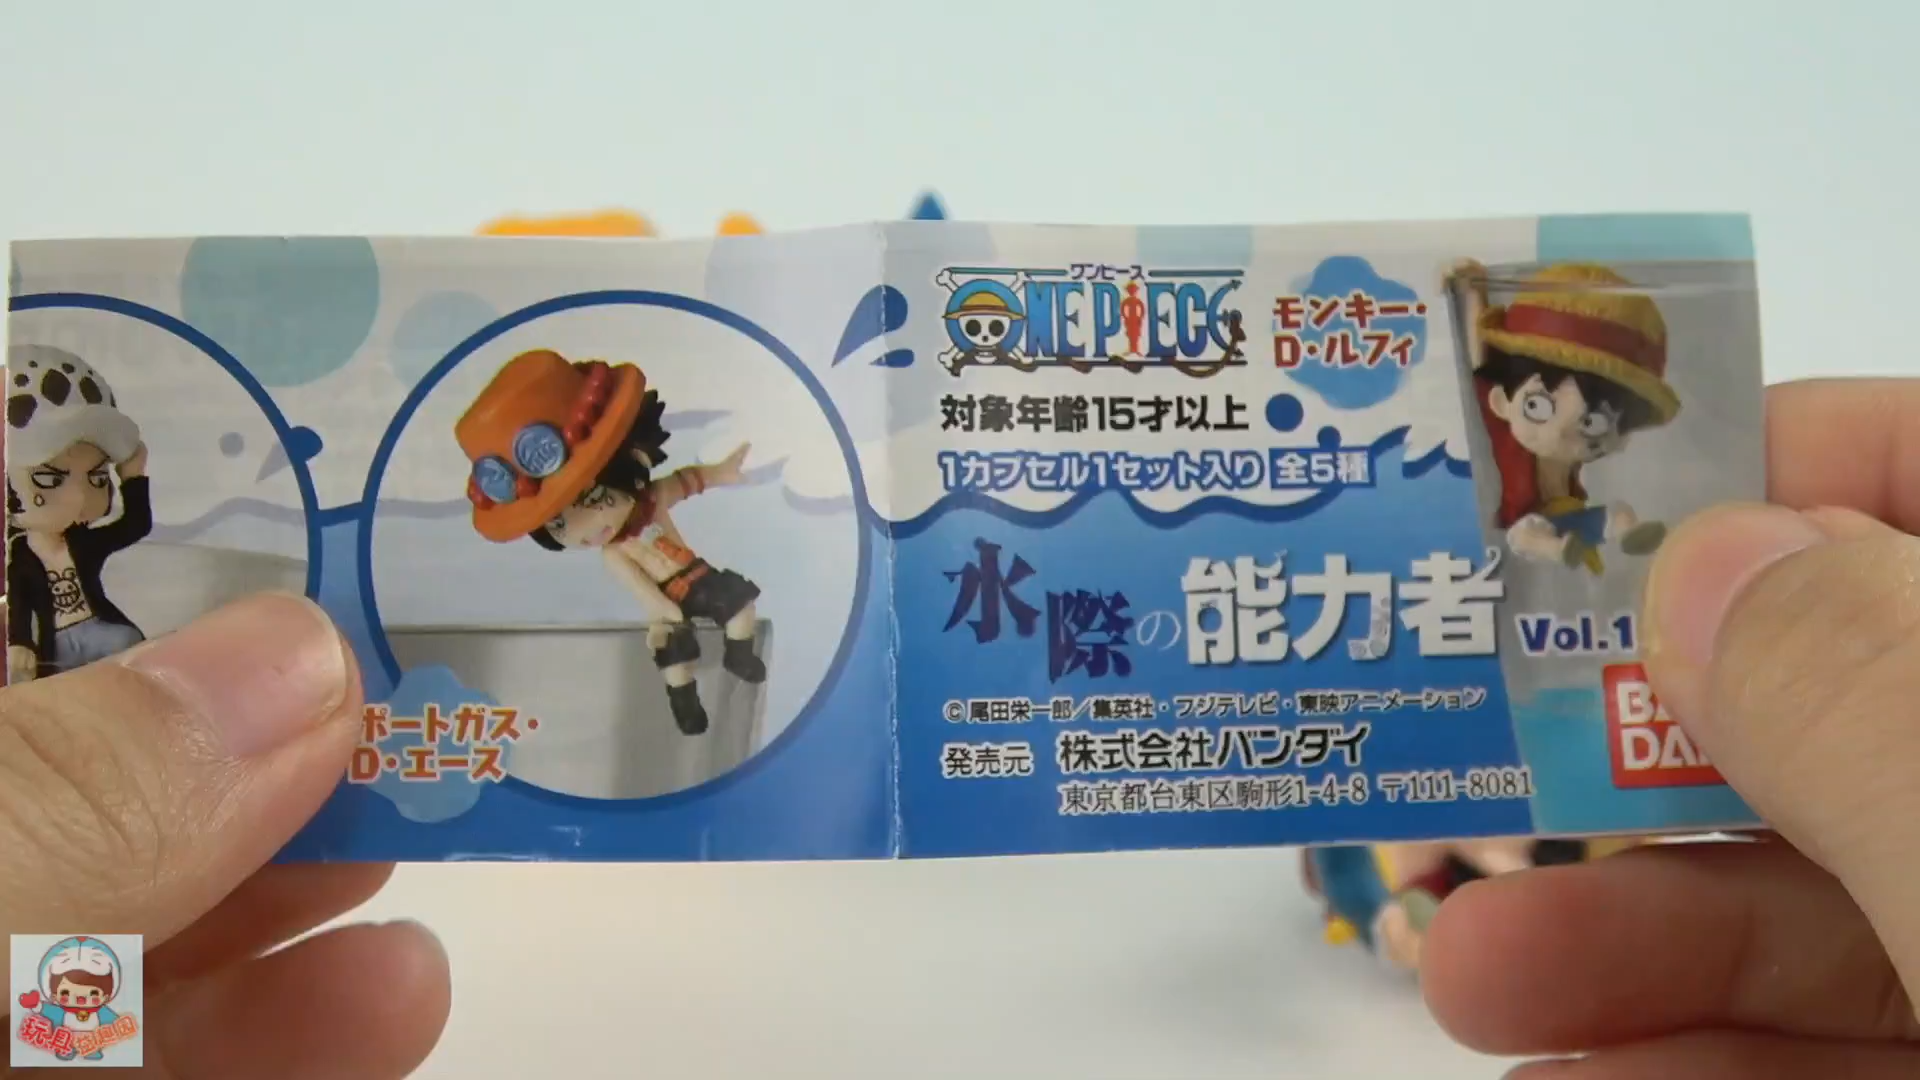 ワンピース
ONE PIECE
モンキー・
D・ルフィ
対象年齢15才以上
1カプセル1セット入り 全5種
水際の能力者 Vol.1
©尾田栄一郎／集英社・フジテレビ・東映アニメーション
発売元 株式会社バンダイ
東京都台東区駒形1-4-8 〒111-8081
ポートガス・
D・エース
玩具益趣园